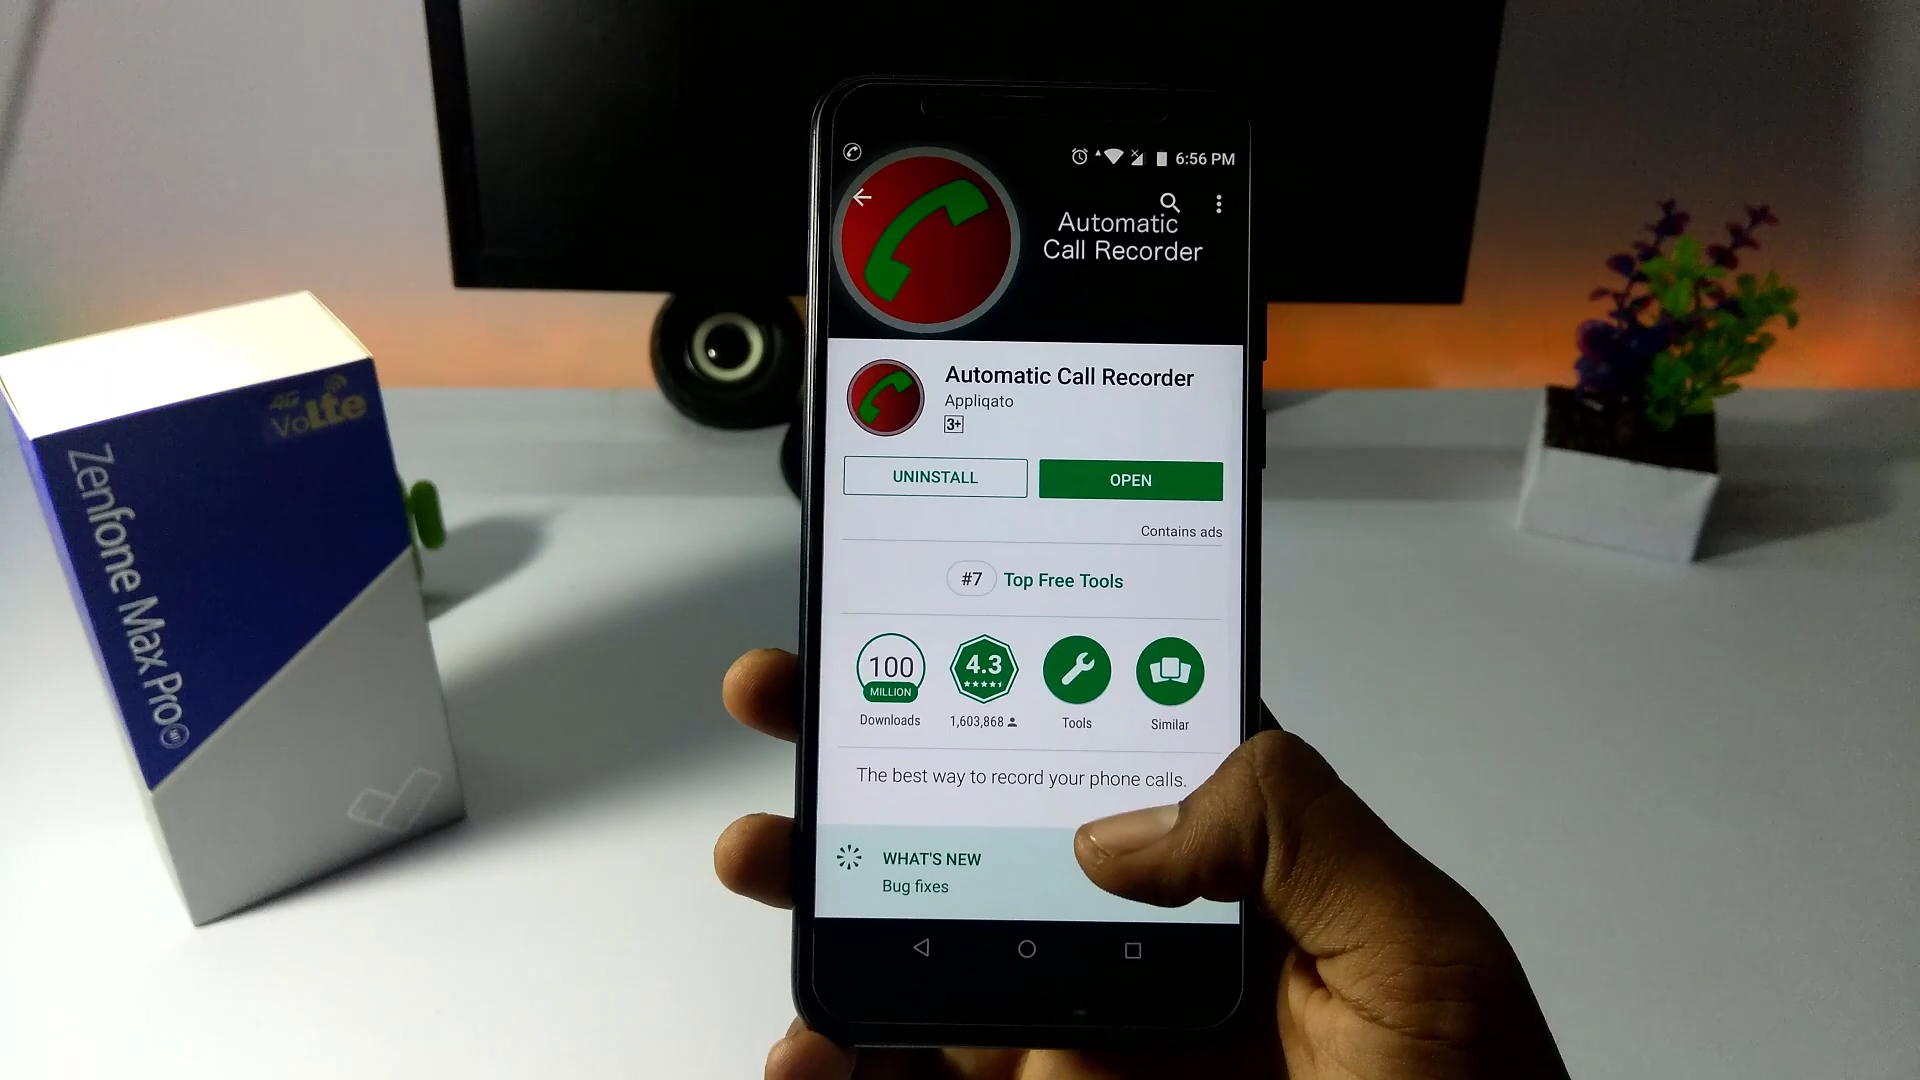 6:56 PM
Automatic
Call Recorder
Automatic Call Recorder
Appliqato
3+
UNINSTALL
OPEN
Contains ads
#7 Top Free Tools
100
MILLION
Downloads
4.3
1,603,868
Tools
Similar
The best way to record your phone calls.
WHAT'S NEW
Bug fixes
4G
VoLte
Zenfone Max Pro